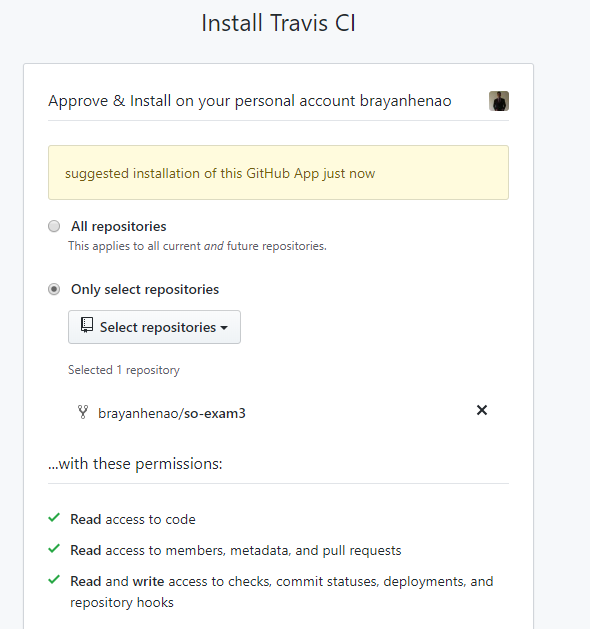 Install Travis CI
Approve & Install on your personal account brayanhenao
suggested installation of this GitHub App just now
All repositories
This applies to all current and future repositories.
Only select repositories
Select repositories
Selected 1 repository
brayanhenao/so-exam3
...with these permissions:
Read access to code
Read access to members, metadata, and pull requests
Read and write access to checks, commit statuses, deployments, and
repository hooks